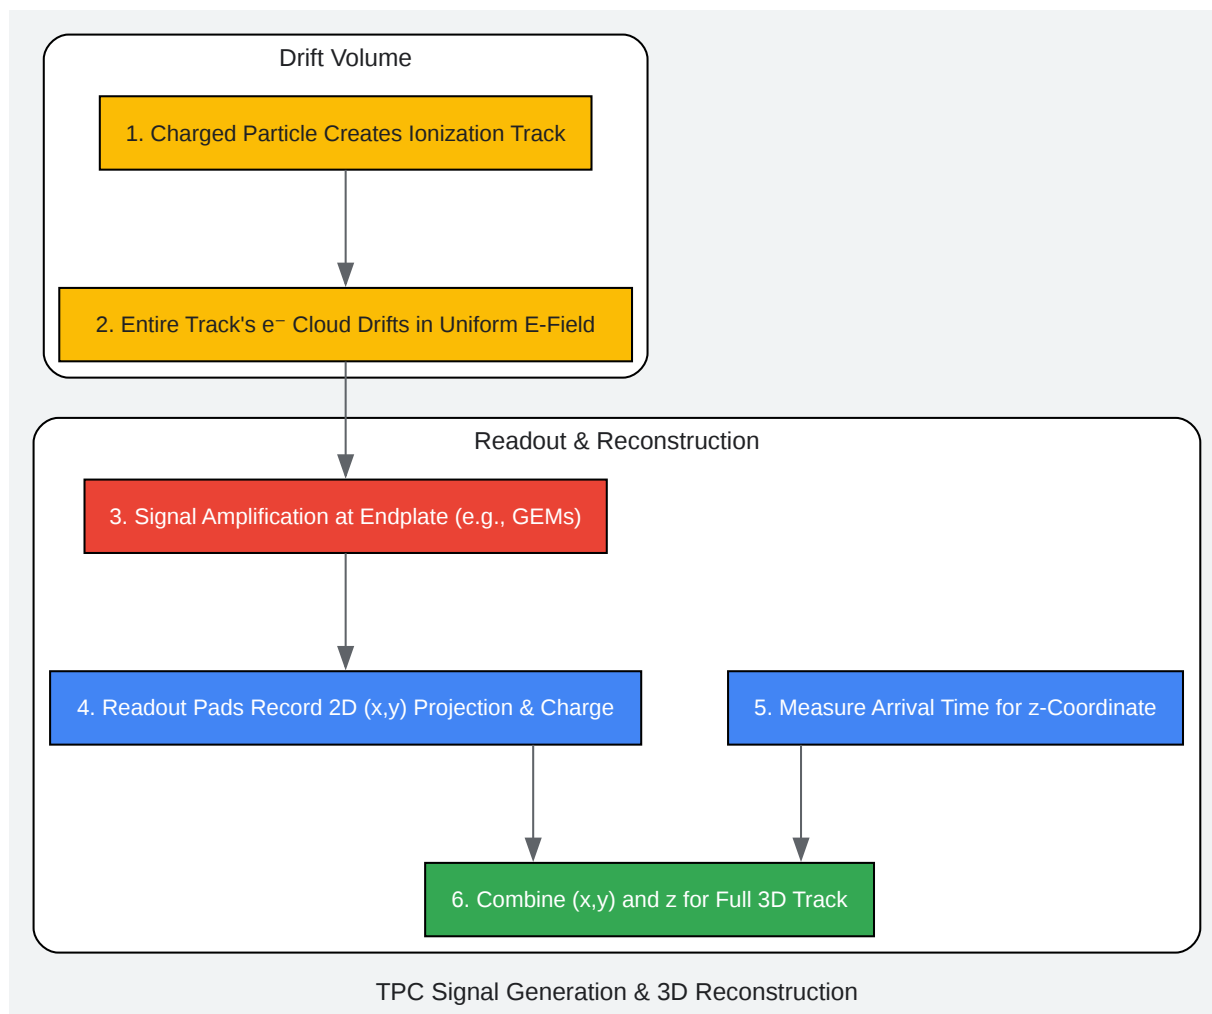 Drift Volume
1. Charged Particle Creates Ionization Track
2. Entire Track's e⁻ Cloud Drifts in Uniform E-Field
Readout & Reconstruction
3. Signal Amplification at Endplate (e.g., GEMs)
4. Readout Pads Record 2D (x,y) Projection & Charge
5. Measure Arrival Time for z-Coordinate
6. Combine (x,y) and z for Full 3D Track
TPC Signal Generation & 3D Reconstruction